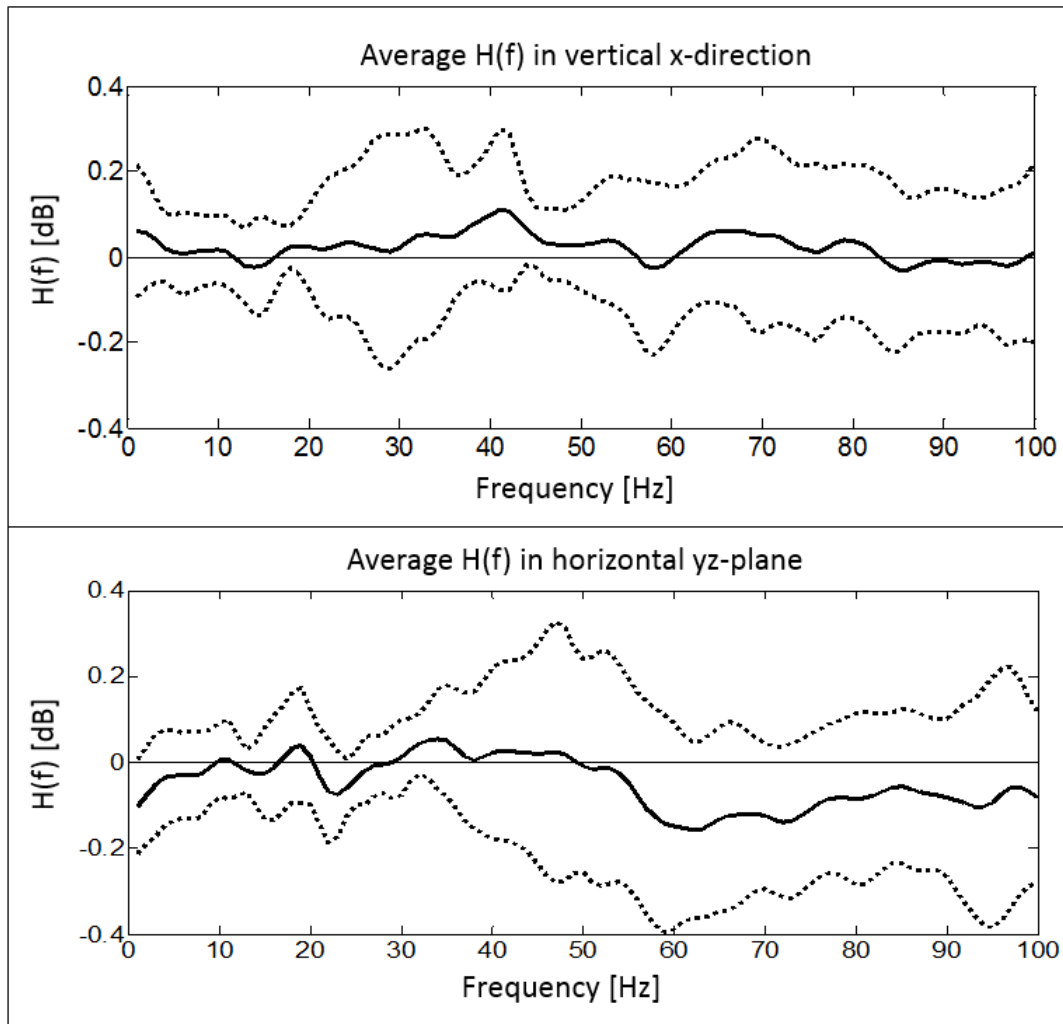 Average H(f) in vertical x-direction
0.4
0.2
0
-0.2
-0.4
H(f) [dB]
0 10 20 30 40 50 60 70 80 90 100
Frequency [Hz]
Average H(f) in horizontal yz-plane
0.4
0.2
0
-0.2
-0.4
H(f) [dB]
0 10 20 30 40 50 60 70 80 90 100
Frequency [Hz]